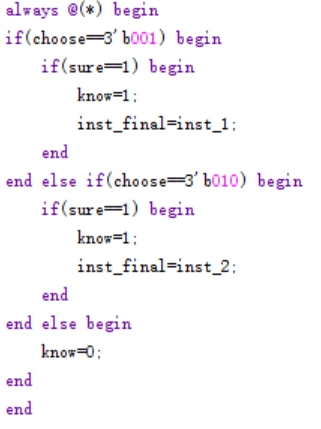 always @(*) begin
if(choose==3'b001) begin
    if(sure==1) begin
        know=1;
        inst_final=inst_1;
    end
end else if(choose==3'b010) begin
    if(sure==1) begin
        know=1;
        inst_final=inst_2;
    end
end else begin
    know=0;
end
end